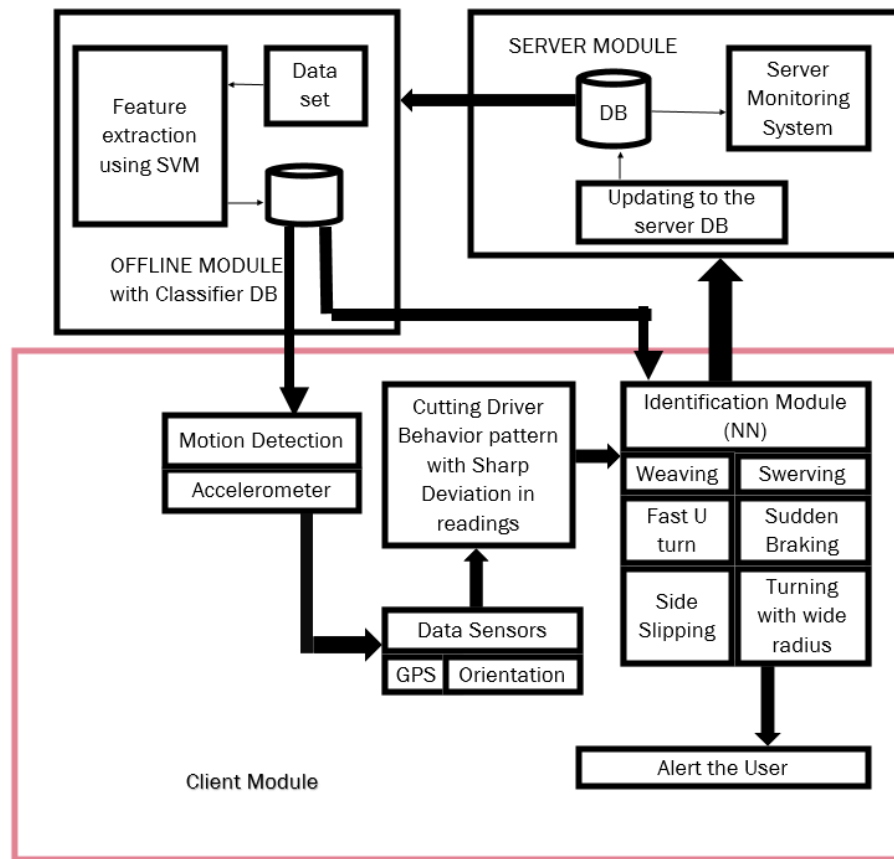 Feature
extraction
using SVM
Data
set
OFFLINE MODULE
with Classifier DB
SERVER MODULE
DB
Server
Monitoring
System
Updating to the
server DB
Motion Detection
Accelerometer
Cutting Driver
Behavior pattern
with Sharp
Deviation in
readings
Data Sensors
GPS
Orientation
Identification Module
(NN)
Weaving
Swerving
Fast U
turn
Sudden
Braking
Side
Slipping
Turning
with wide
radius
Alert the User
Client Module